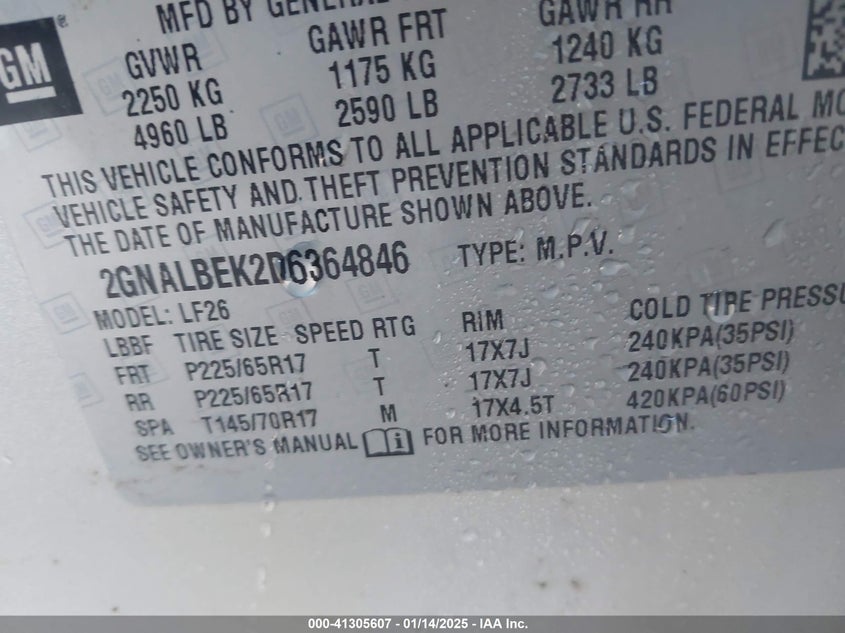 GM
MFD BY GENERAL
GVWR GAWR FRT GAWR RR
2250 KG 1175 KG 1240 KG
4960 LB 2590 LB 2733 LB
THIS VEHICLE CONFORMS TO ALL APPLICABLE U.S. FEDERAL
VEHICLE SAFETY AND THEFT PREVENTION STANDARDS IN
THE DATE OF MANUFACTURE SHOWN ABOVE.
2GNALBEK2D6364846 TYPE: M.P.V.
MODEL: LF26
LBBF TIRE SIZE SPEED RTG RIM COLD TIRE
FRT P225/65R17 T 17X7J 240KPA(35PSI)
RR P225/65R17 T 17X7J 240KPA(35PSI)
SPA T145/70R17 M 17X4.5T 420KPA(60PSI)
SEE OWNER'S MANUAL i FOR MORE INFORMATION.
000-41305607 - 01/14/2025 - IAA, Inc.